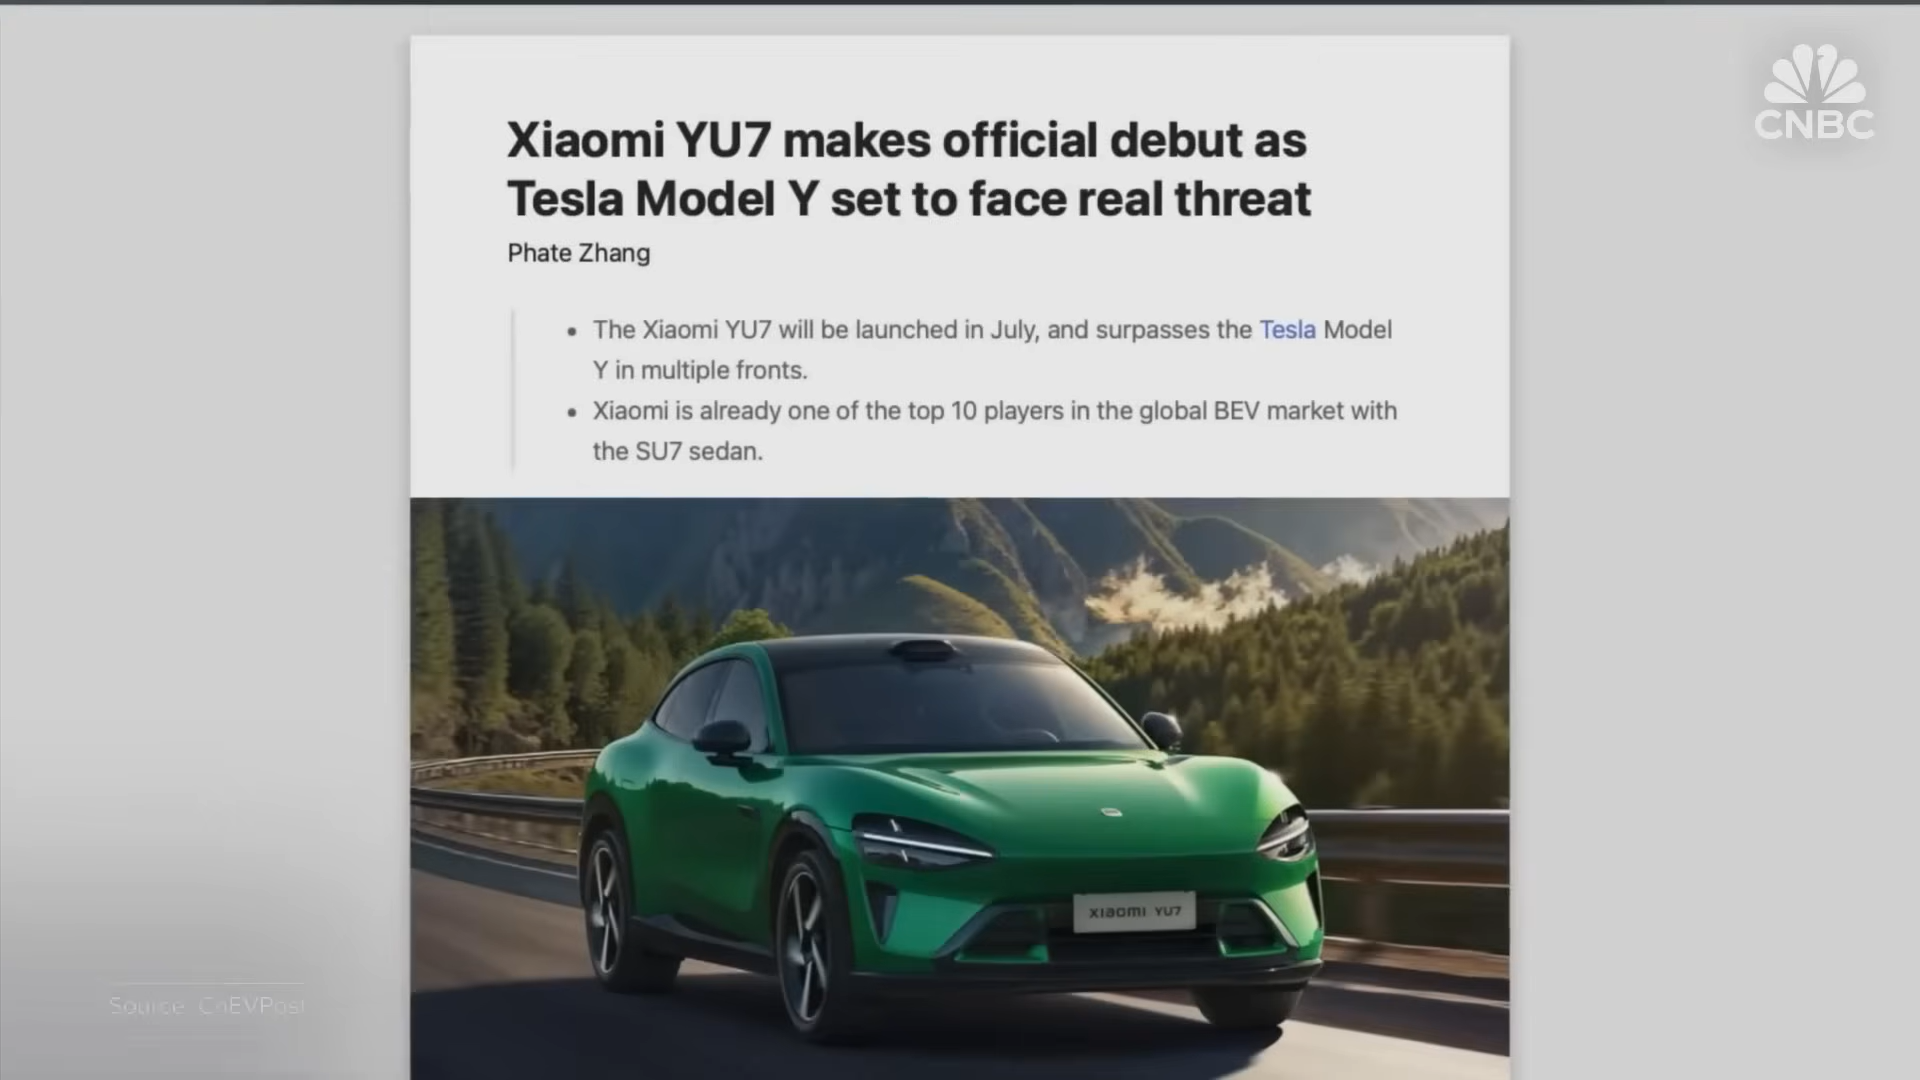 CNBC
Xiaomi YU7 makes official debut as
Tesla Model Y set to face real threat
Phate Zhang
• The Xiaomi YU7 will be launched in July, and surpasses the Tesla Model
Y in multiple fronts.
• Xiaomi is already one of the top 10 players in the global BEV market with
the SU7 sedan.
xiaomi YU7
Source: CnEVPost